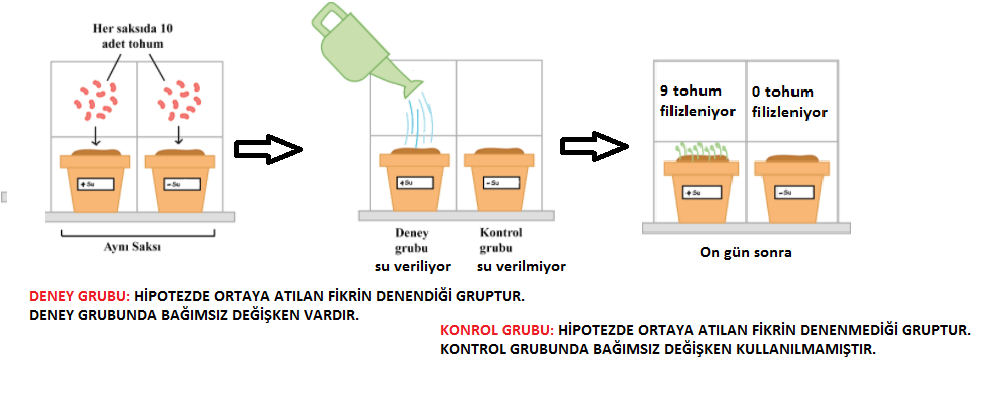 Her saksıda 10
adet tohum
+Su
-Su
Aynı Saksı
+Su
-Su
Deney
grubu
su veriliyor
Kontrol
grubu
su verilmiyor
9 tohum
filizleniyor
0 tohum
filizleniyor
+Su
-Su
On gün sonra
DENEY GRUBU: HİPOTEZDE ORTAYA ATILAN FİKRİN DENENDİĞİ GRUPTUR.
DENEY GRUBUNDA BAĞIMSIZ DEĞİŞKEN VARDIR.
KONROL GRUBU: HİPOTEZDE ORTAYA ATILAN FİKRİN DENENMEDİĞİ GRUPTUR.
KONTROL GRUBUNDA BAĞIMSIZ DEĞİŞKEN KULLANILMAMIŞTIR.